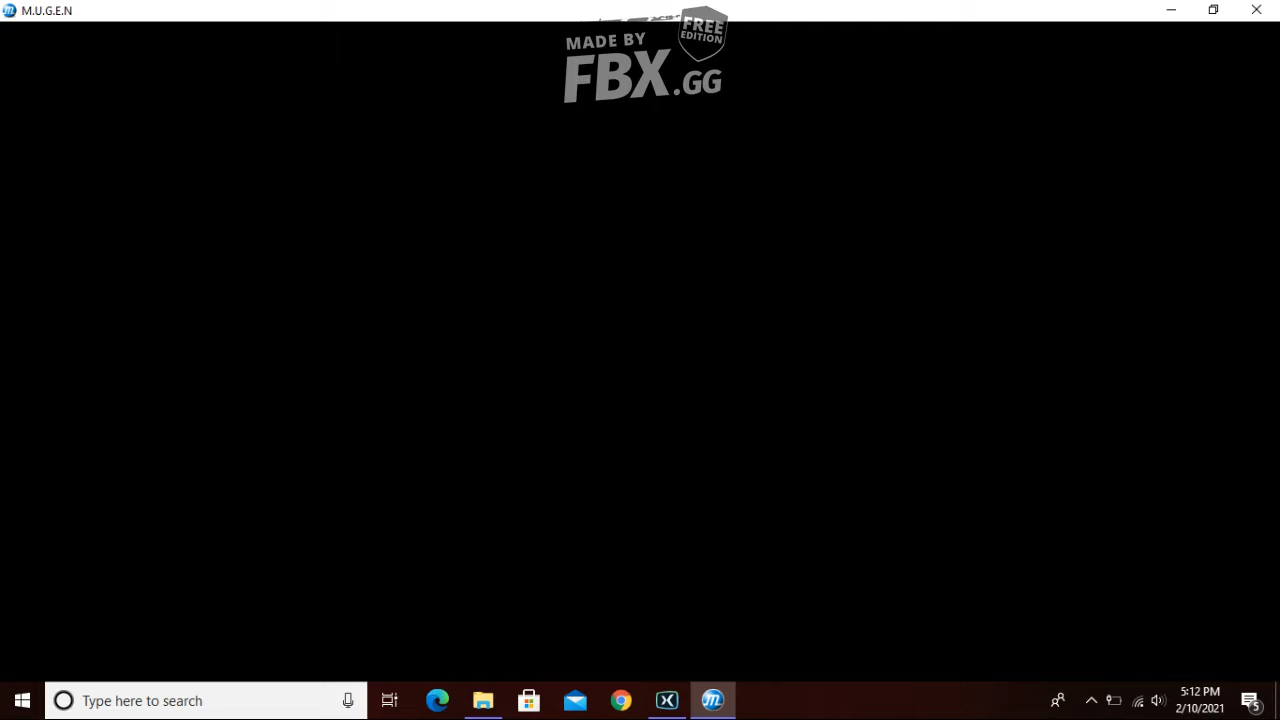 M.U.G.E.N
MADE BY
FREE
EDITION
FBX.GG
Type here to search
5:12 PM
2/10/2021
5